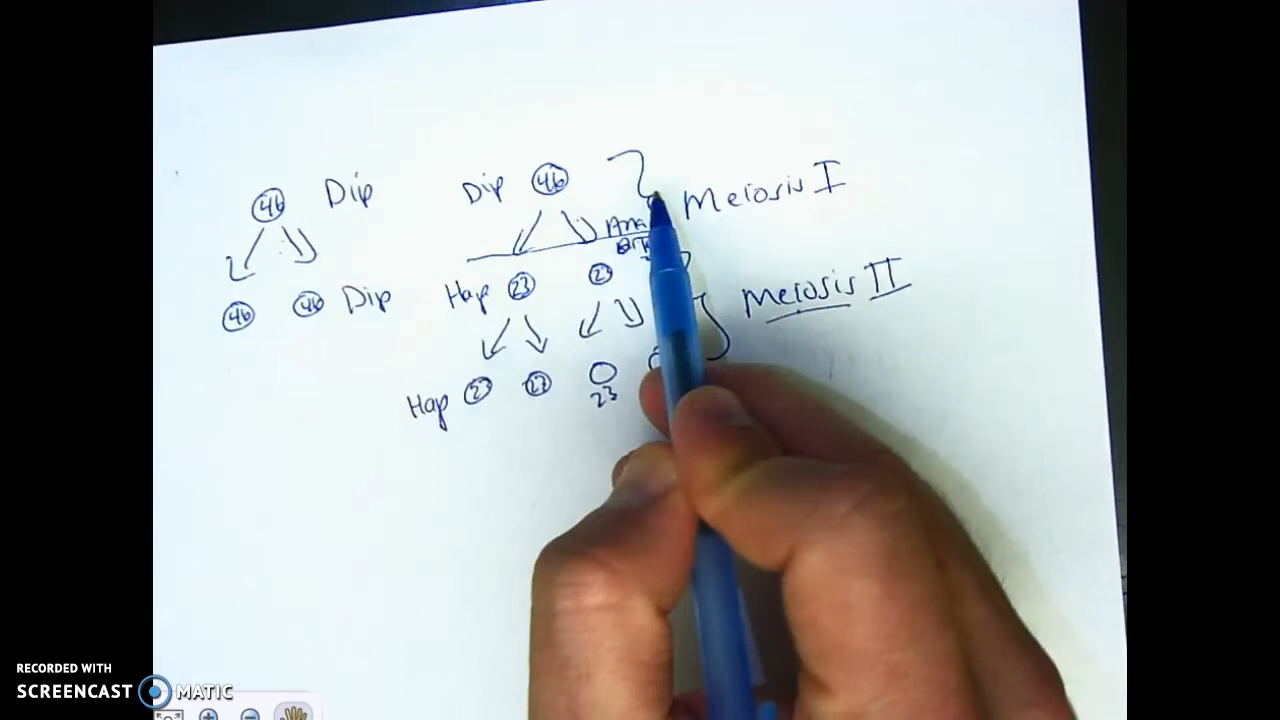 46 Dip
46 46 Dip
Dip 46 Meiosis I
Ana
Hap 23 23
Meiosis II
Hap 23 23
23
RECORDED WITH
SCREENCAST MATIC